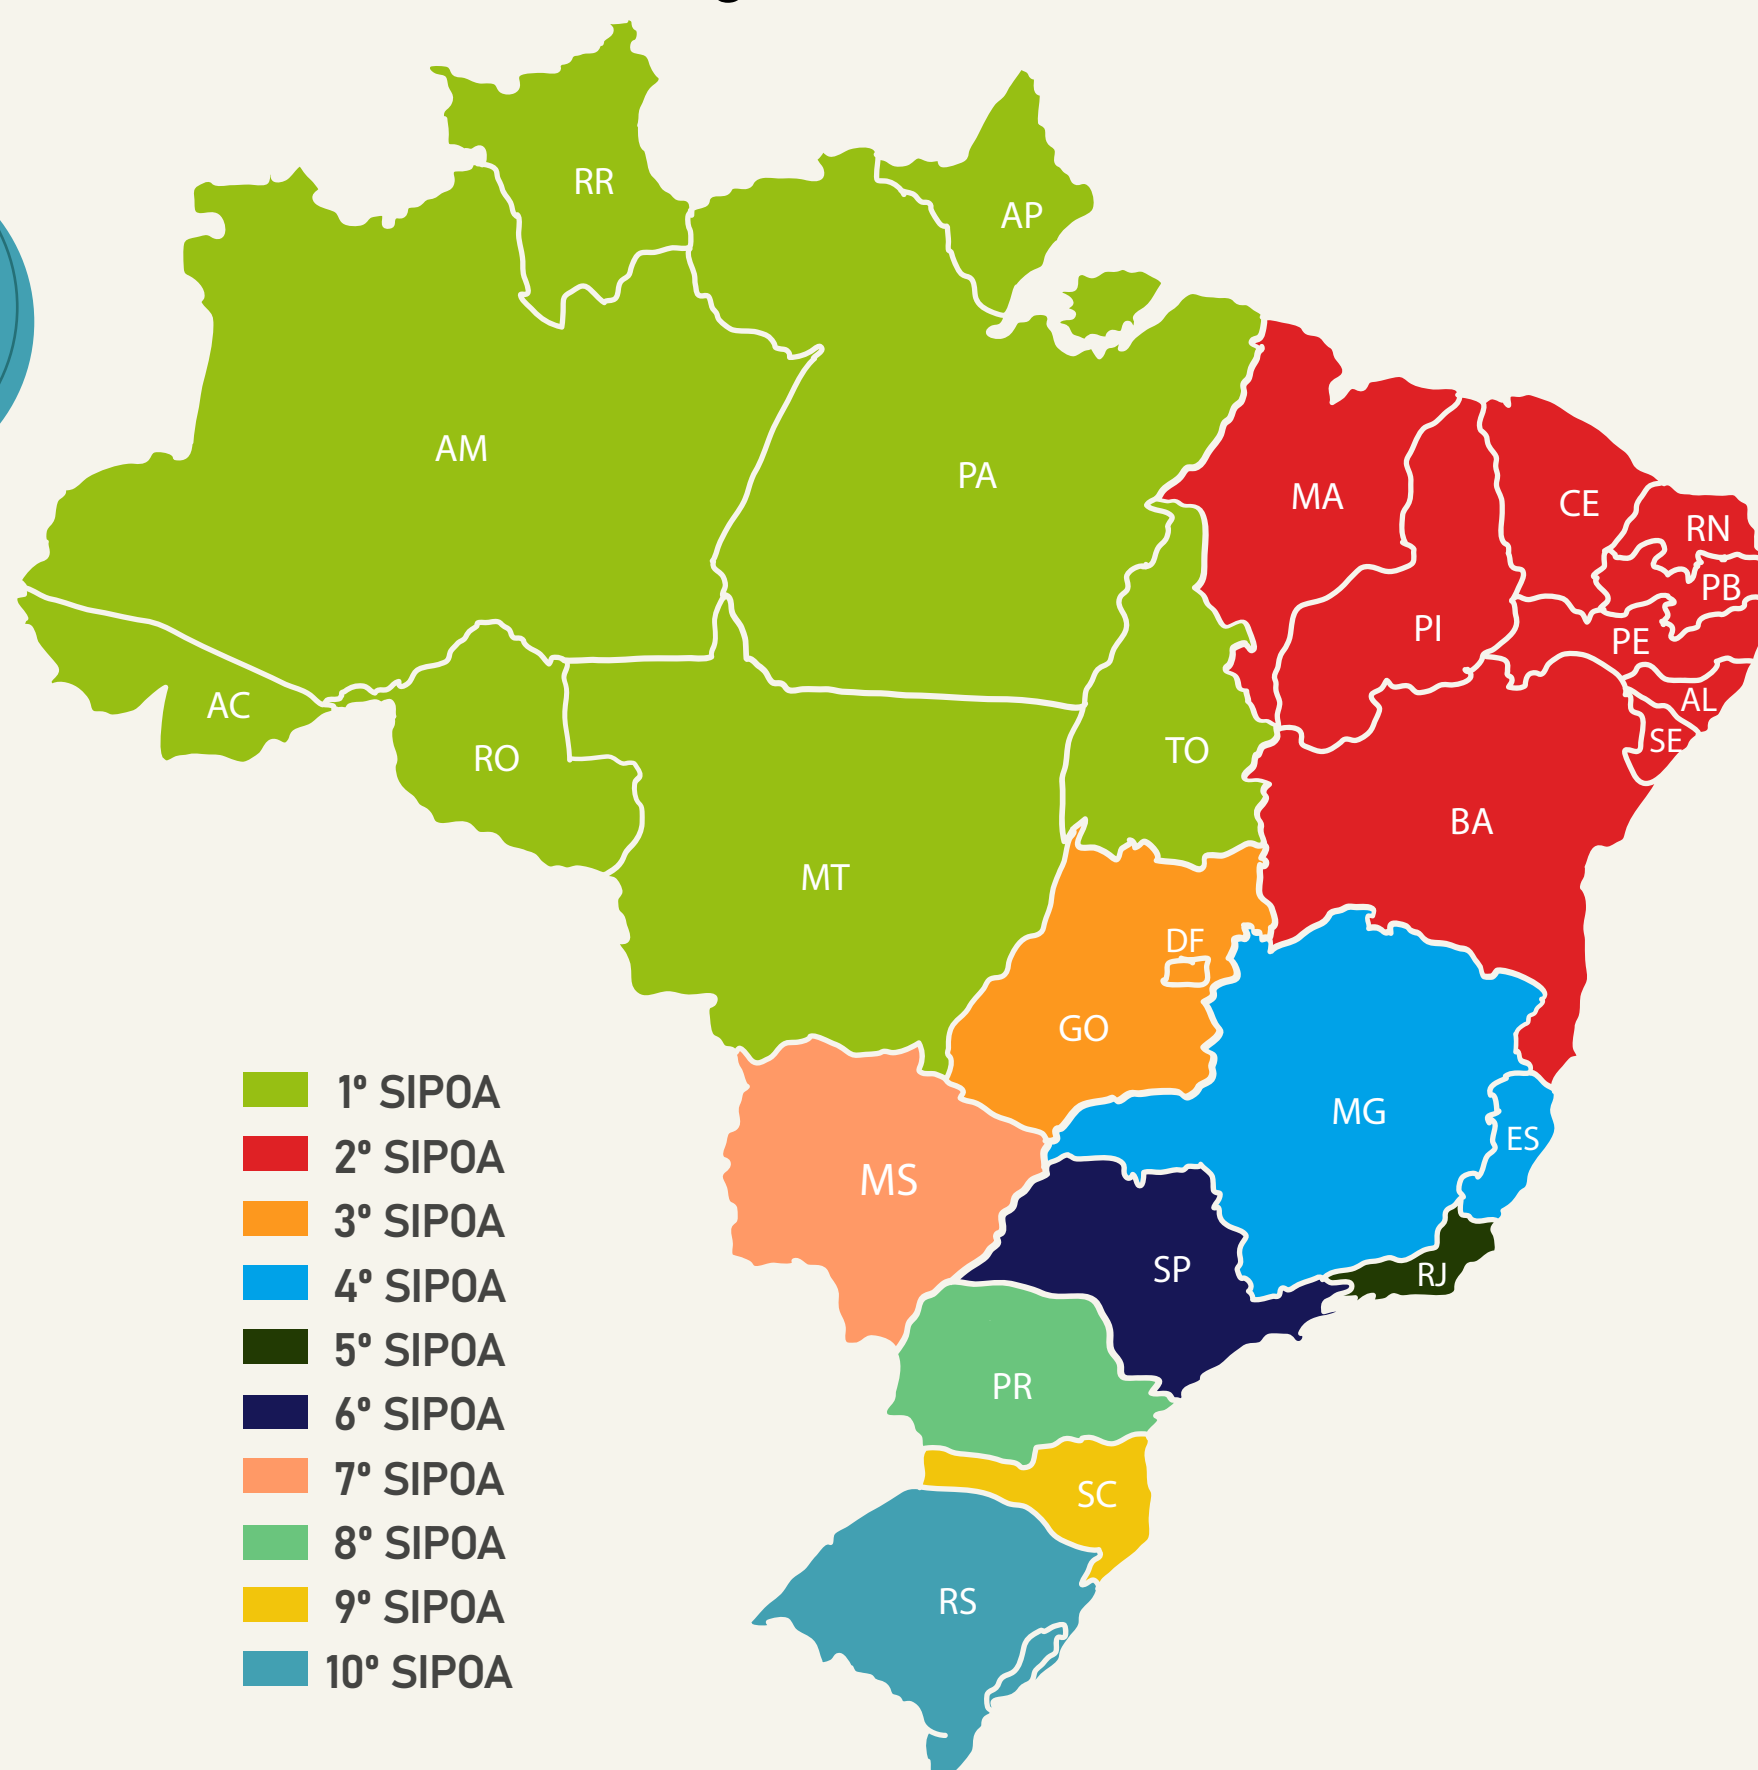 RR
AP
AM
PA
MA
CE
RN
PB
PI
PE
AL
SE
AC
RO
TO
BA
MT
DF
GO
MG
ES
MS
SP
RJ
PR
SC
RS
1º SIPOA
2º SIPOA
3º SIPOA
4º SIPOA
5º SIPOA
6º SIPOA
7º SIPOA
8º SIPOA
9º SIPOA
10º SIPOA